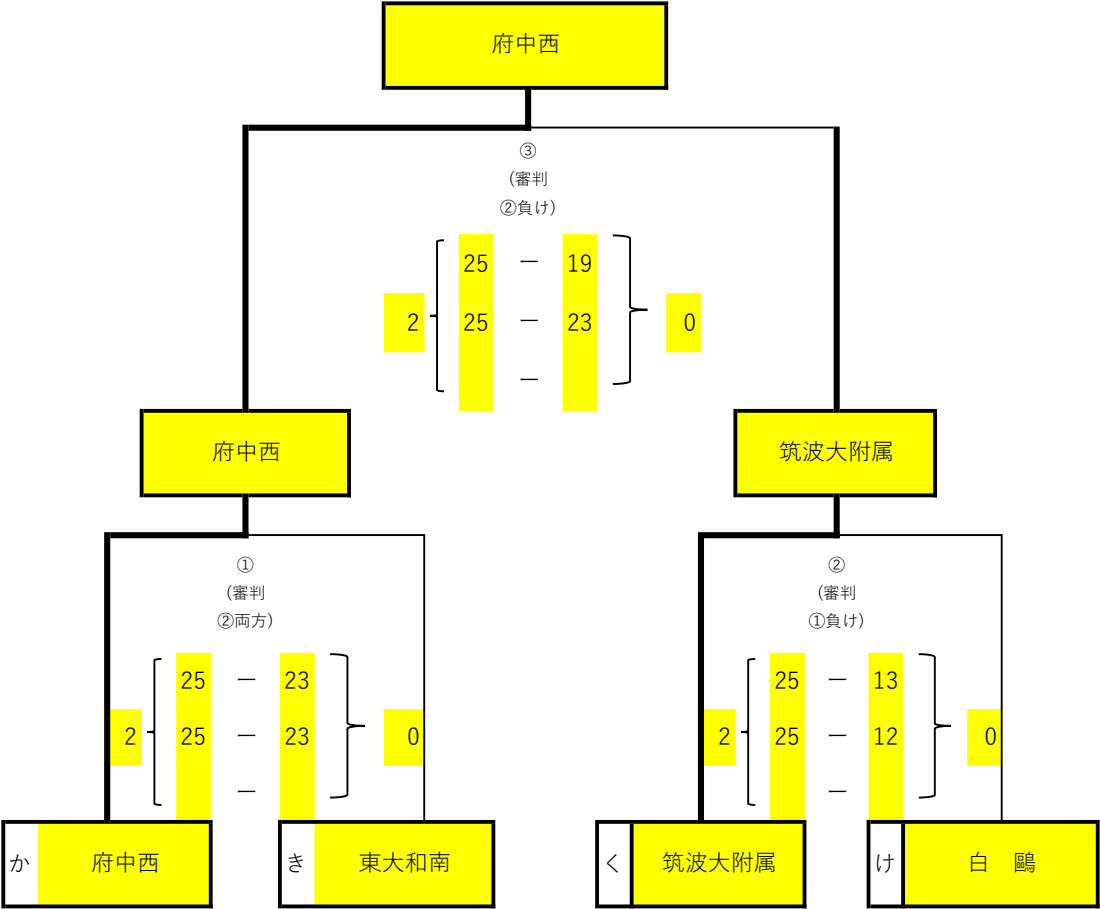 府中西
③
(審判
②負け)
25 ー 19
2 25 ー 23 0
ー
府中西 筑波大附属
① ②
(審判 (審判
②両方) ①負け)
25 ー 23 25 ー 13
2 25 ー 23 0 2 25 ー 12 0
ー ー
か 府中西 き 東大和南 く 筑波大附属 け 白　鷗